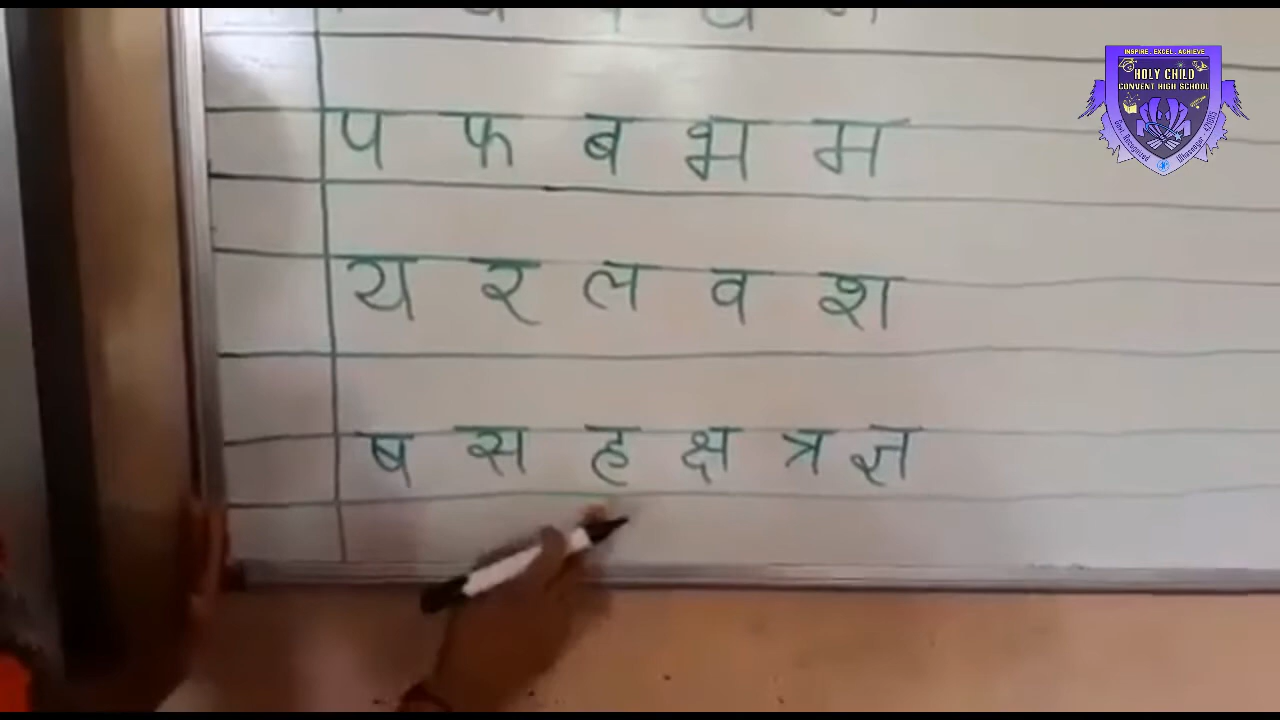 INSPIRE. EXCEL. ACHIEVE.
HOLY CHILD
CONVENT HIGH SCHOOL
प फ ब भ म
य र ल व श
ष स ह क्ष त्र ज्ञ